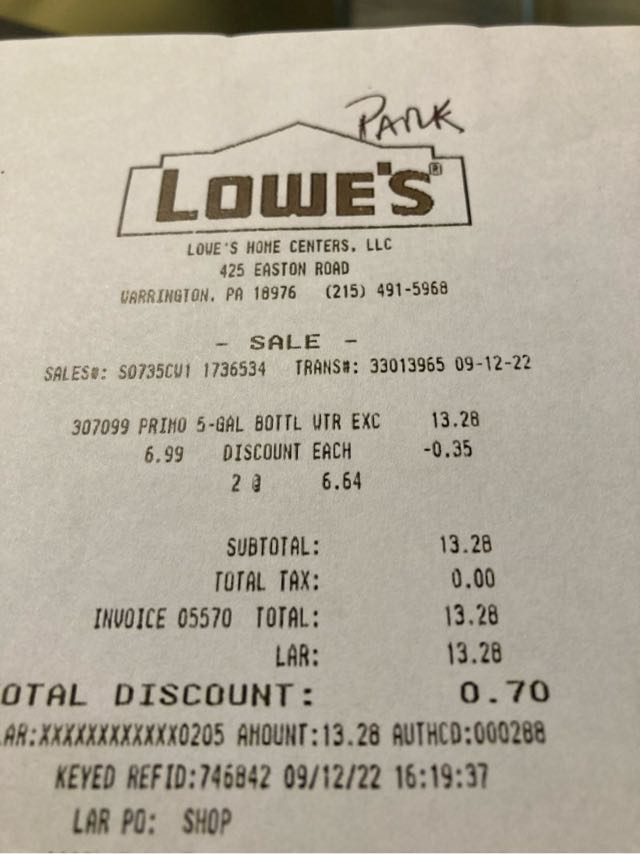 PARK
LOWE'S®
LOWE'S HOME CENTERS, LLC
425 EASTON ROAD
WARRINGTON, PA 18976 (215) 491-5968
- SALE -
SALES#: S0735CW1 1736534 TRANS#: 33013965 09-12-22
307099 PRIMO 5-GAL BOTTL WTR EXC 13.28
6.99 DISCOUNT EACH -0.35
2 @ 6.64
SUBTOTAL: 13.28
TOTAL TAX: 0.00
INVOICE 05570 TOTAL: 13.28
LAR: 13.28
OTAL DISCOUNT: 0.70
AR:XXXXXXXXXXXX0205 AMOUNT:13.28 AUTHCD:000288
KEYED REFID:746842 09/12/22 16:19:37
LAR PO: SHOP